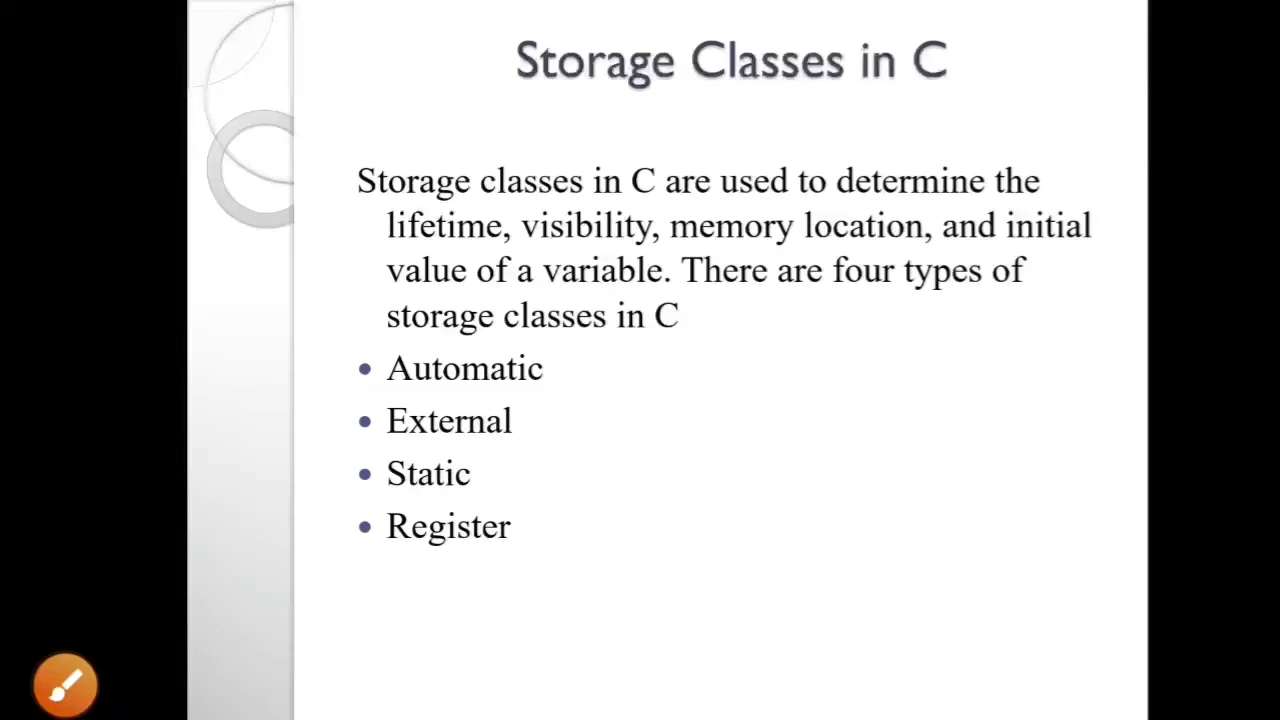 Storage Classes in C
Storage classes in C are used to determine the
lifetime, visibility, memory location, and initial
value of a variable. There are four types of
storage classes in C
• Automatic
• External
• Static
• Register